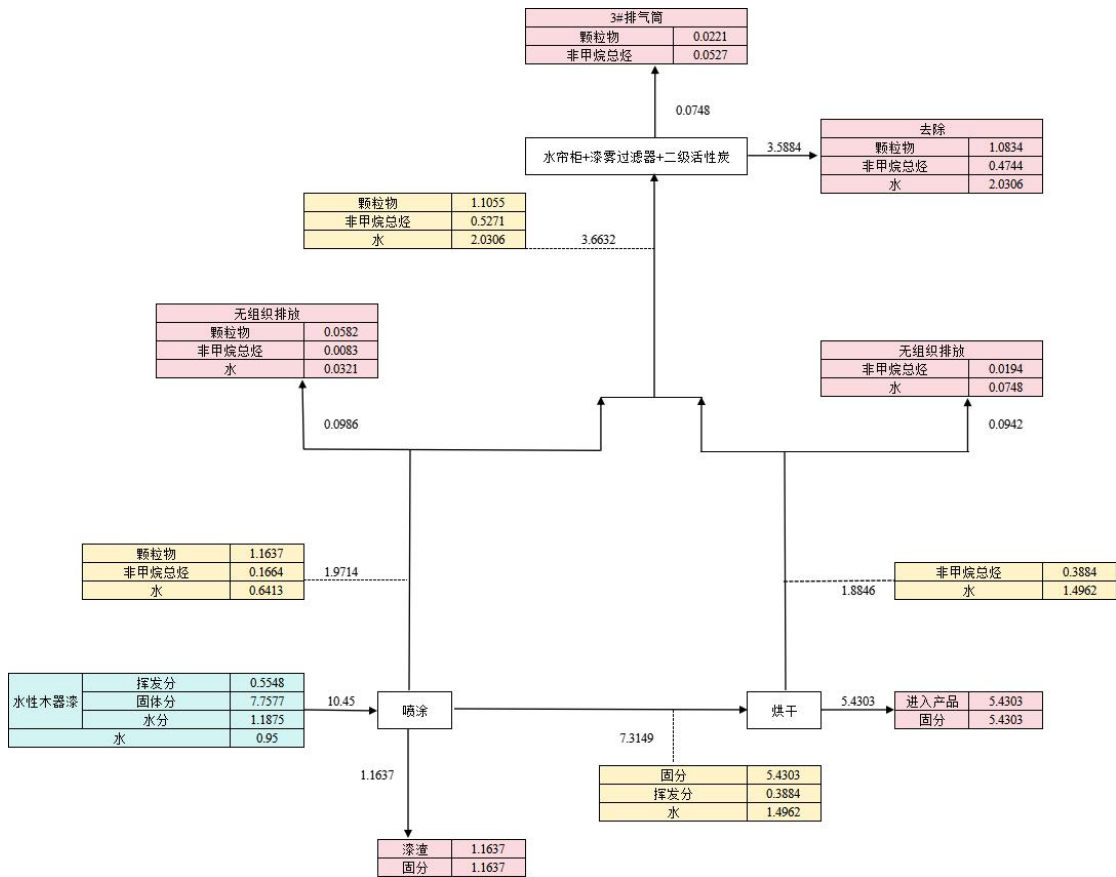 3#排气筒
颗粒物 0.0221
非甲烷总烃 0.0527
0.0748
水帘柜+漆雾过滤器+二级活性炭
3.5884
去除
颗粒物 1.0834
非甲烷总烃 0.4744
水 2.0306
颗粒物 1.1055
非甲烷总烃 0.5271
水 2.0306
3.6632
无组织排放
颗粒物 0.0582
非甲烷总烃 0.0083
水 0.0321
0.0986
无组织排放
非甲烷总烃 0.0194
水 0.0748
0.0942
颗粒物 1.1637
非甲烷总烃 0.1664
水 0.6413
1.9714
1.8846
非甲烷总烃 0.3884
水 1.4962
水性木器漆
挥发分 0.5548
固体分 7.7577
水分 1.1875
水 0.95
10.45
喷涂
7.3149
烘干
5.4303
进入产品 5.4303
固分 5.4303
1.1637
固分 5.4303
挥发分 0.3884
水 1.4962
漆渣 1.1637
固分 1.1637